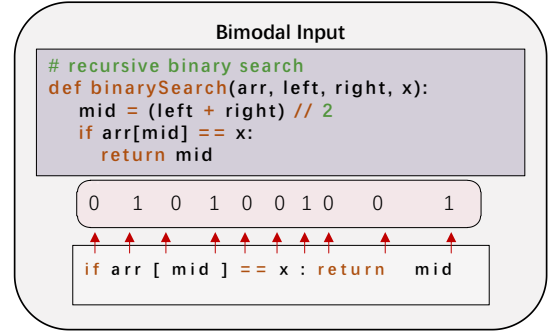 Bimodal Input
# recursive binary search
def binarySearch(arr, left, right, x):
mid = (left + right) // 2
if arr[mid] == x:
return mid
0 1 0 1 0 0 1 0 0 1
if arr [ mid ] == x : return mid